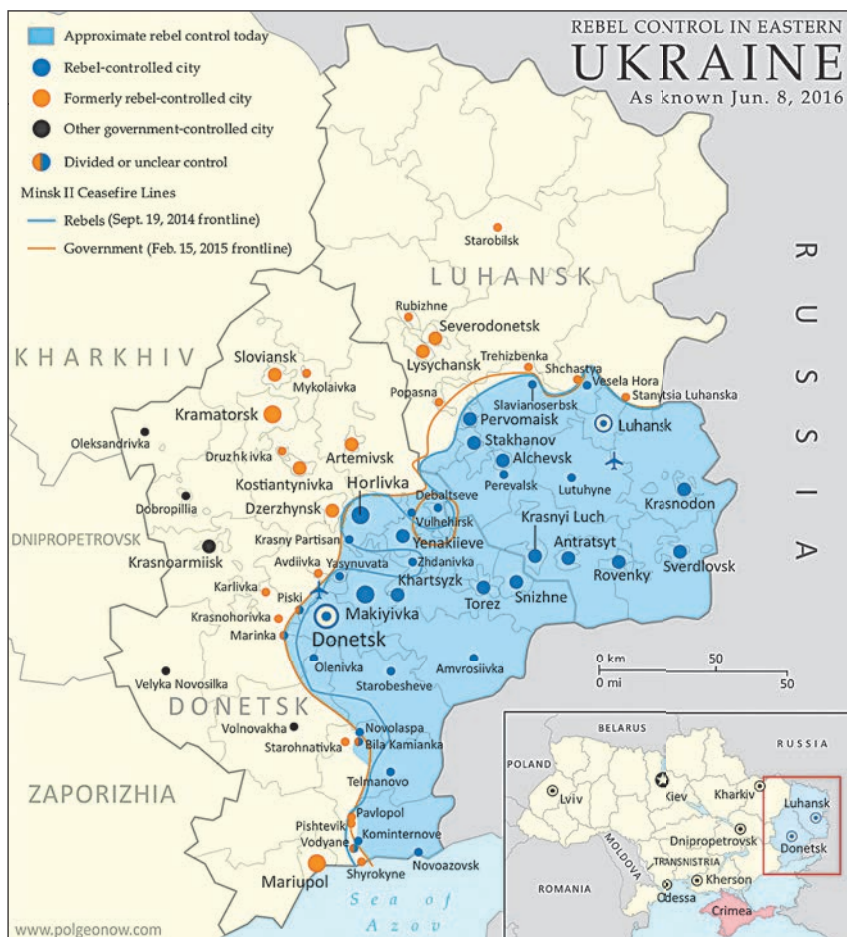 REBEL CONTROL IN EASTERN
UKRAINE
As known Jun. 8, 2016
Approximate rebel control today
Rebel-controlled city
Formerly rebel-controlled city
Other government-controlled city
Divided or unclear control
Minsk II Ceasefire Lines
Rebels (Sept. 19, 2014 frontline)
Government (Feb. 15, 2015 frontline)
Starobilsk
LUHANSK
RUSSIA
Rubizhne
Severodonetsk
KHARKHIV
Sloviansk
Lysychansk
Trehizbenka
Mykolaivka
Shchastya
Vesela Hora
Popasna
Slavianoserbsk
Stanytsia Luhanska
Kramatorsk
Pervomaisk
Luhansk
Oleksandrivka
Artemivsk
Stakhanov
Druzhkivka
Alchevsk
Kostiantynivka
Perevalsk
Lutuhyne
Horlivka
Debaltseve
Krasnodon
Dobropillia
Dzerzhynsk
Vulhehirsk
Krasnyi Luch
DNIPROPETROVSK
Krasny Partisan
Yenakiieve
Antratsyt
Krasnoarmiisk
Avdiivka
Yasynuvata
Zhdanivka
Rovenky
Sverdlovsk
Karlivka
Khartsyzk
Piski
Torez
Snizhne
Krasnohorivka
Makiyivka
Marinka
Donetsk
Olenivka
Amvrosiivka
0 km
50
0 mi
50
Velyka Novosilka
Starobesheve
DONETSK
Volnovakha
Novolaspa
Starohnativka
Bila Kamianka
Telmanovo
ZAPORIZHIA
Pavlopol
Pishtevik
Kominternove
Vodyane
Mariupol
Shyrokyne
Novoazovsk
Sea of
Azov
www.polgeonow.com
BELARUS
RUSSIA
POLAND
Lviv
Kiev
Kharkiv
Luhansk
Dnipropetrovsk
Donetsk
MOLDOVA
TRANSNISTRIA
ROMANIA
Kherson
Odessa
Crimea